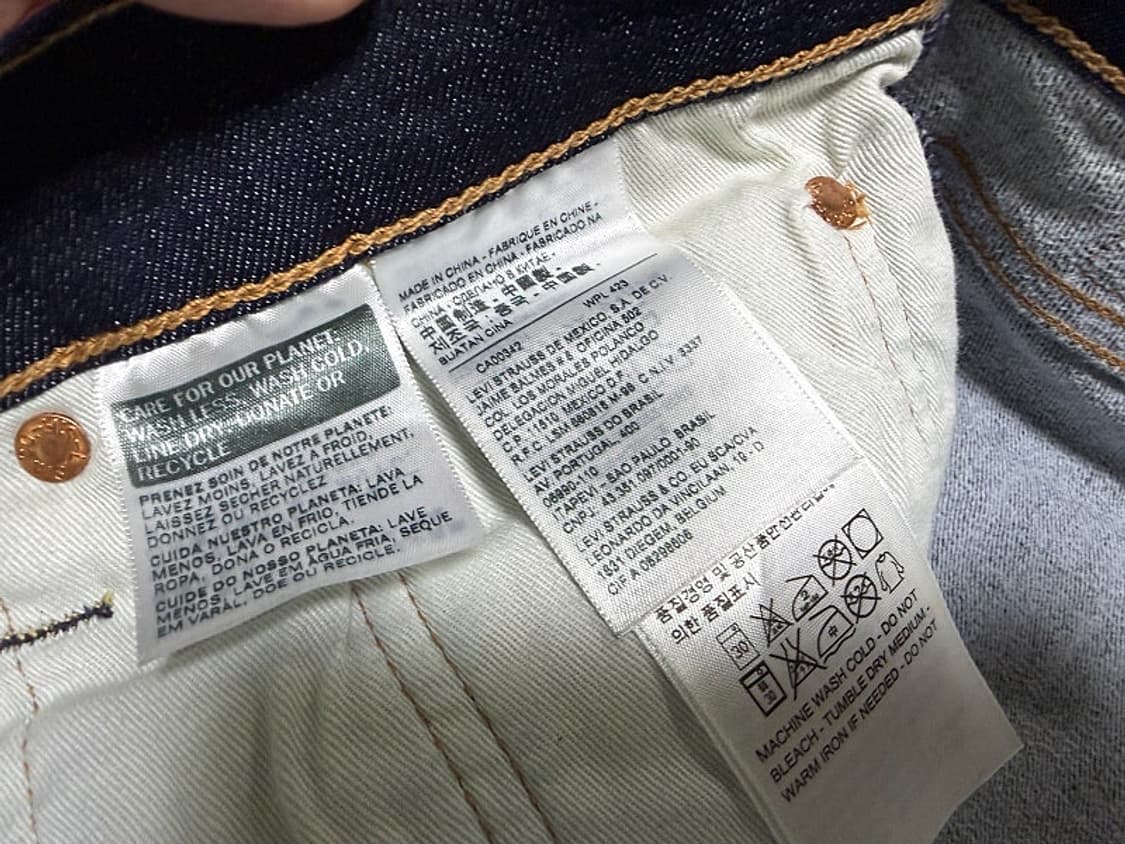 CARE FOR OUR PLANET
WASH LESS, WASH COLD,
LINE DRY, DONATE OR
RECYCLE
PRENEZ SOIN DE NOTRE PLANETE:
LAVEZ MOINS, LAVEZ A FROID,
LAISSEZ SECHER NATURELLEMENT,
DONNEZ OU RECYCLEZ
CUIDA NUESTRO PLANETA: LAVA
MENOS, LAVA EN FRIO, TIENDE LA
ROPA, DONA O RECICLA.
CUIDE DO NOSSO PLANETA: LAVE
MENOS, LAVE EM AGUA FRIA, SEQUE
EM VARAL, DOE OU RECICLE.
MADE IN CHINA - FABRIQUE EN CHINE -
FABRICADO EN CHINA - FABRICADO NA
CHINA - СДЕЛАНО В КИТАЕ -
BUATAN CINA
CA00342 WPL 423
LEVI STRAUSS DE MEXICO, S.A. DE C.V.
JAIME BALMES # 8 OFICINA 602
COL. LOS MORALES POLANCO
DELEGACION MIGUEL HIDALGO
C.P. 11510 MEXICO D.F.
LEVI STRAUSS DO BRASIL
AV. PORTUGAL, 400
TAPEVI - SAO PAULO BRASIL
LEVI STRAUSS & CO. EU SCA/CVA
LEONARDO DA VINCILAAN, 19 - D
1831 DIEGEM BELGIUM
품질경영 및 공산품안전관리법에
의한 품질표시
30
中
30
MACHINE WASH COLD - DO NOT
BLEACH - TUMBLE DRY MEDIUM -
WARM IRON IF NEEDED - DO NOT